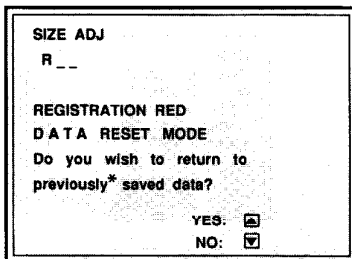 SIZE ADJ
R _ _
REGISTRATION RED
DATA RESET MODE
Do you wish to return to
previously* saved data?
YES: ▲
NO: ▼